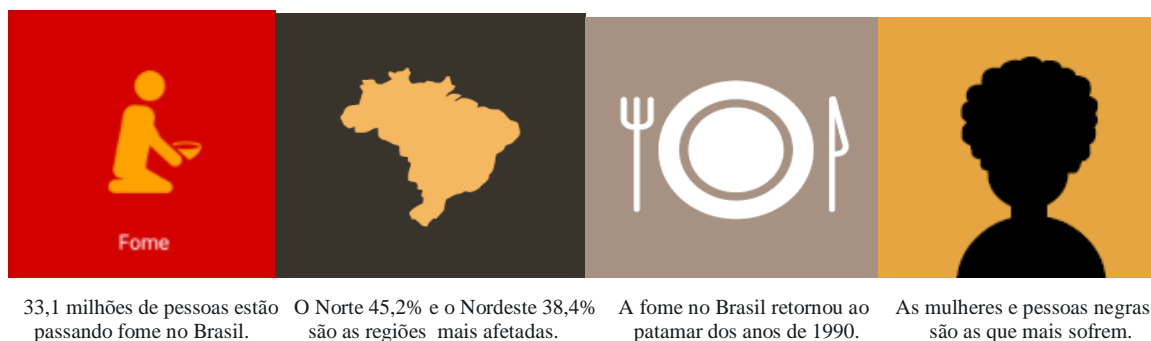 Fome
33,1 milhões de pessoas estão
passando fome no Brasil.
O Norte 45,2% e o Nordeste 38,4%
são as regiões mais afetadas.
A fome no Brasil retornou ao
patamar dos anos de 1990.
As mulheres e pessoas negras
são as que mais sofrem.